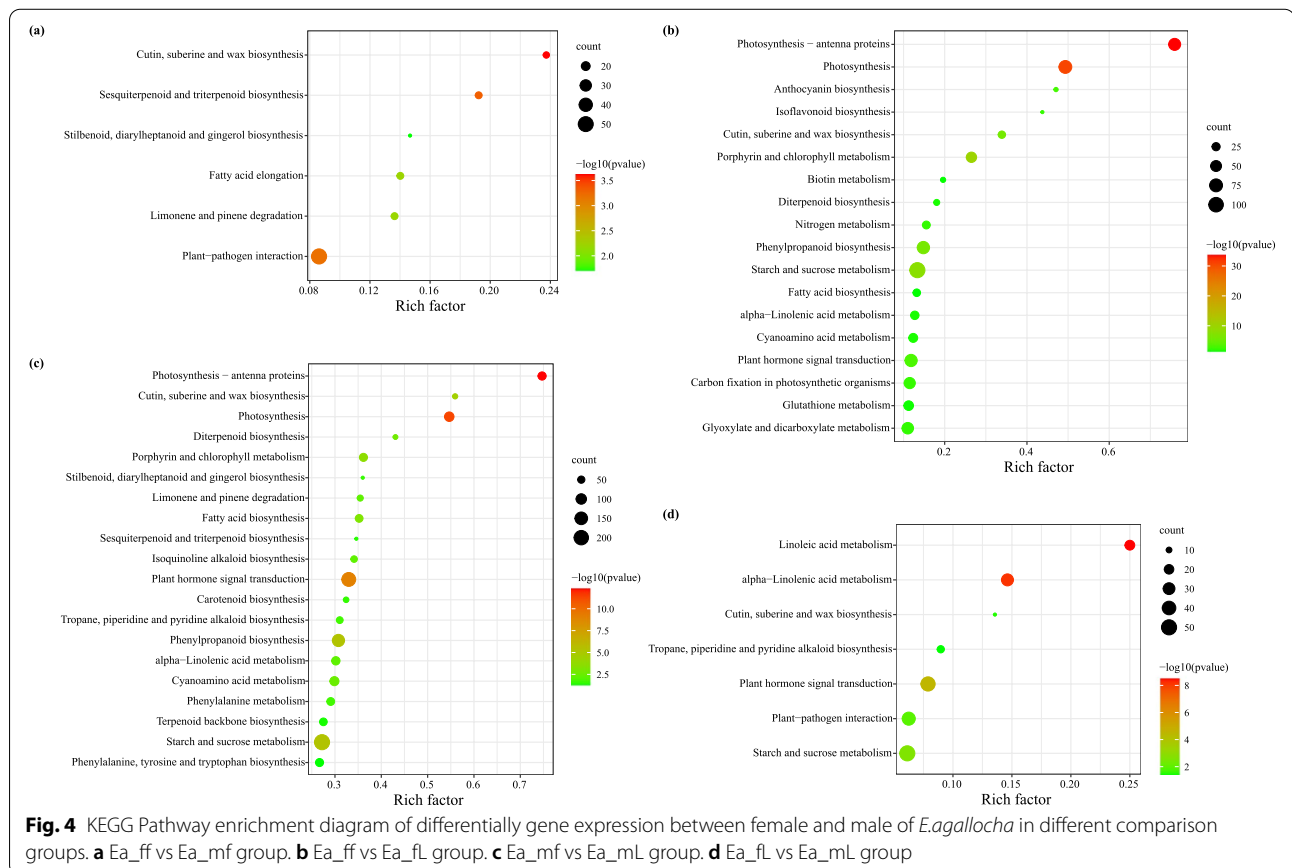 (a)
Cutin, suberine and wax biosynthesis
Sesquiterpenoid and triterpenoid biosynthesis
Stilbenoid, diarylheptanoid and gingerol biosynthesis
Fatty acid elongation
Limonene and pinene degradation
Plant−pathogen interaction
0.08 0.12 0.16 0.20 0.24
Rich factor
count
20
30
40
50
−log10(pvalue)
3.5
3.0
2.5
2.0
(b)
Photosynthesis − antenna proteins
Photosynthesis
Anthocyanin biosynthesis
Isoflavonoid biosynthesis
Cutin, suberine and wax biosynthesis
Porphyrin and chlorophyll metabolism
Biotin metabolism
Diterpenoid biosynthesis
Nitrogen metabolism
Phenylpropanoid biosynthesis
Starch and sucrose metabolism
Fatty acid biosynthesis
alpha−Linolenic acid metabolism
Cyanoamino acid metabolism
Plant hormone signal transduction
Carbon fixation in photosynthetic organisms
Glutathione metabolism
Glyoxylate and dicarboxylate metabolism
0.2 0.4 0.6
Rich factor
count
25
50
75
100
−log10(pvalue)
30
20
10
(c)
Photosynthesis − antenna proteins
Cutin, suberine and wax biosynthesis
Photosynthesis
Diterpenoid biosynthesis
Porphyrin and chlorophyll metabolism
Stilbenoid, diarylheptanoid and gingerol biosynthesis
Limonene and pinene degradation
Fatty acid biosynthesis
Sesquiterpenoid and triterpenoid biosynthesis
Isoquinoline alkaloid biosynthesis
Plant hormone signal transduction
Carotenoid biosynthesis
Tropane, piperidine and pyridine alkaloid biosynthesis
Phenylpropanoid biosynthesis
alpha−Linolenic acid metabolism
Cyanoamino acid metabolism
Phenylalanine metabolism
Terpenoid backbone biosynthesis
Starch and sucrose metabolism
Phenylalanine, tyrosine and tryptophan biosynthesis
0.3 0.4 0.5 0.6 0.7
Rich factor
count
50
100
150
200
−log10(pvalue)
10.0
7.5
5.0
2.5
(d)
Linoleic acid metabolism
alpha−Linolenic acid metabolism
Cutin, suberine and wax biosynthesis
Tropane, piperidine and pyridine alkaloid biosynthesis
Plant hormone signal transduction
Plant−pathogen interaction
Starch and sucrose metabolism
0.10 0.15 0.20 0.25
Rich factor
count
10
20
30
40
50
−log10(pvalue)
8
6
4
2
Fig. 4 KEGG Pathway enrichment diagram of differentially gene expression between female and male of E.agallocha in different comparison
groups. a Ea_ff vs Ea_mf group. b Ea_ff vs Ea_fL group. c Ea_mf vs Ea_mL group. d Ea_fL vs Ea_mL group